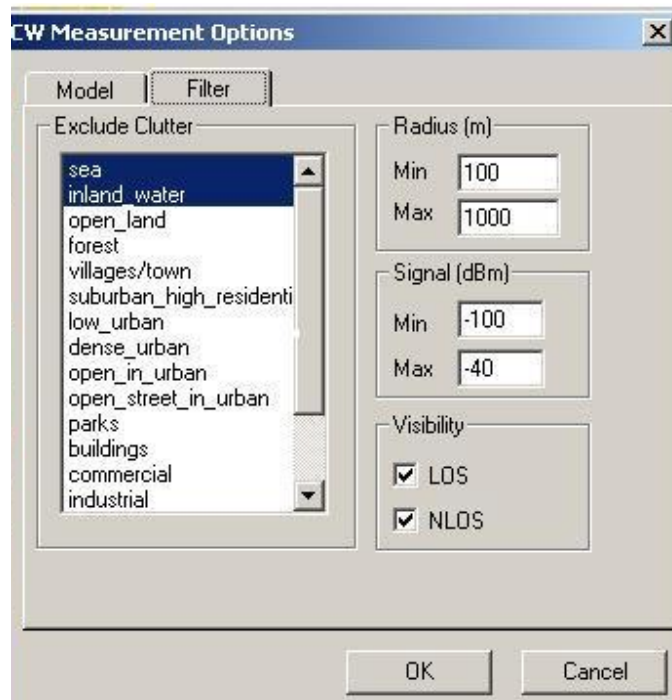 CW Measurement Options
Model
Filter
Exclude Clutter
sea
inland_water
open_land
forest
villages/town
suburban_high_residenti
low_urban
dense_urban
open_in_urban
open_street_in_urban
parks
buildings
commercial
industrial
Radius (m)
Min 100
Max 1000
Signal (dBm)
Min -100
Max -40
Visibility
LOS
NLOS
OK
Cancel